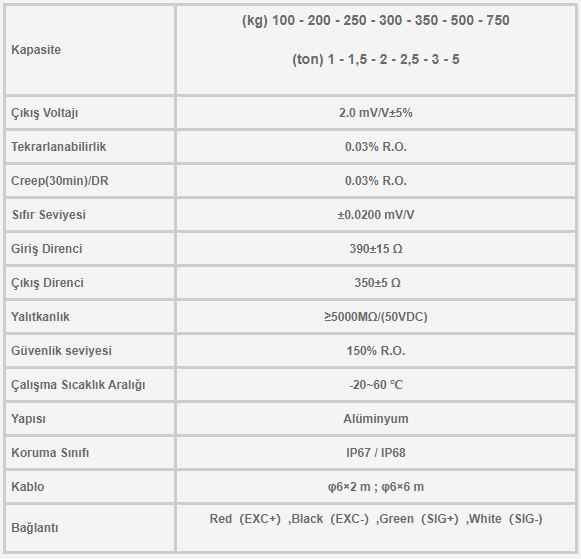 Kapasite
(kg) 100 - 200 - 250 - 300 - 350 - 500 - 750
(ton) 1 - 1,5 - 2 - 2,5 - 3 - 5
Çıkış Voltajı
2.0 mV/V±5%
Tekrarlanabilirlik
0.03% R.O.
Creep(30min)/DR
0.03% R.O.
Sıfır Seviyesi
±0.0200 mV/V
Giriş Direnci
390±15 Ω
Çıkış Direnci
350±5 Ω
Yalıtkanlık
≥5000MΩ/(50VDC)
Güvenlik seviyesi
150% R.O.
Çalışma Sıcaklık Aralığı
-20~60 °C
Yapısı
Alüminyum
Koruma Sınıfı
IP67 / IP68
Kablo
φ6×2 m ; φ6×6 m
Bağlantı
Red（EXC+）,Black（EXC-）,Green（SIG+）,White（SIG-）